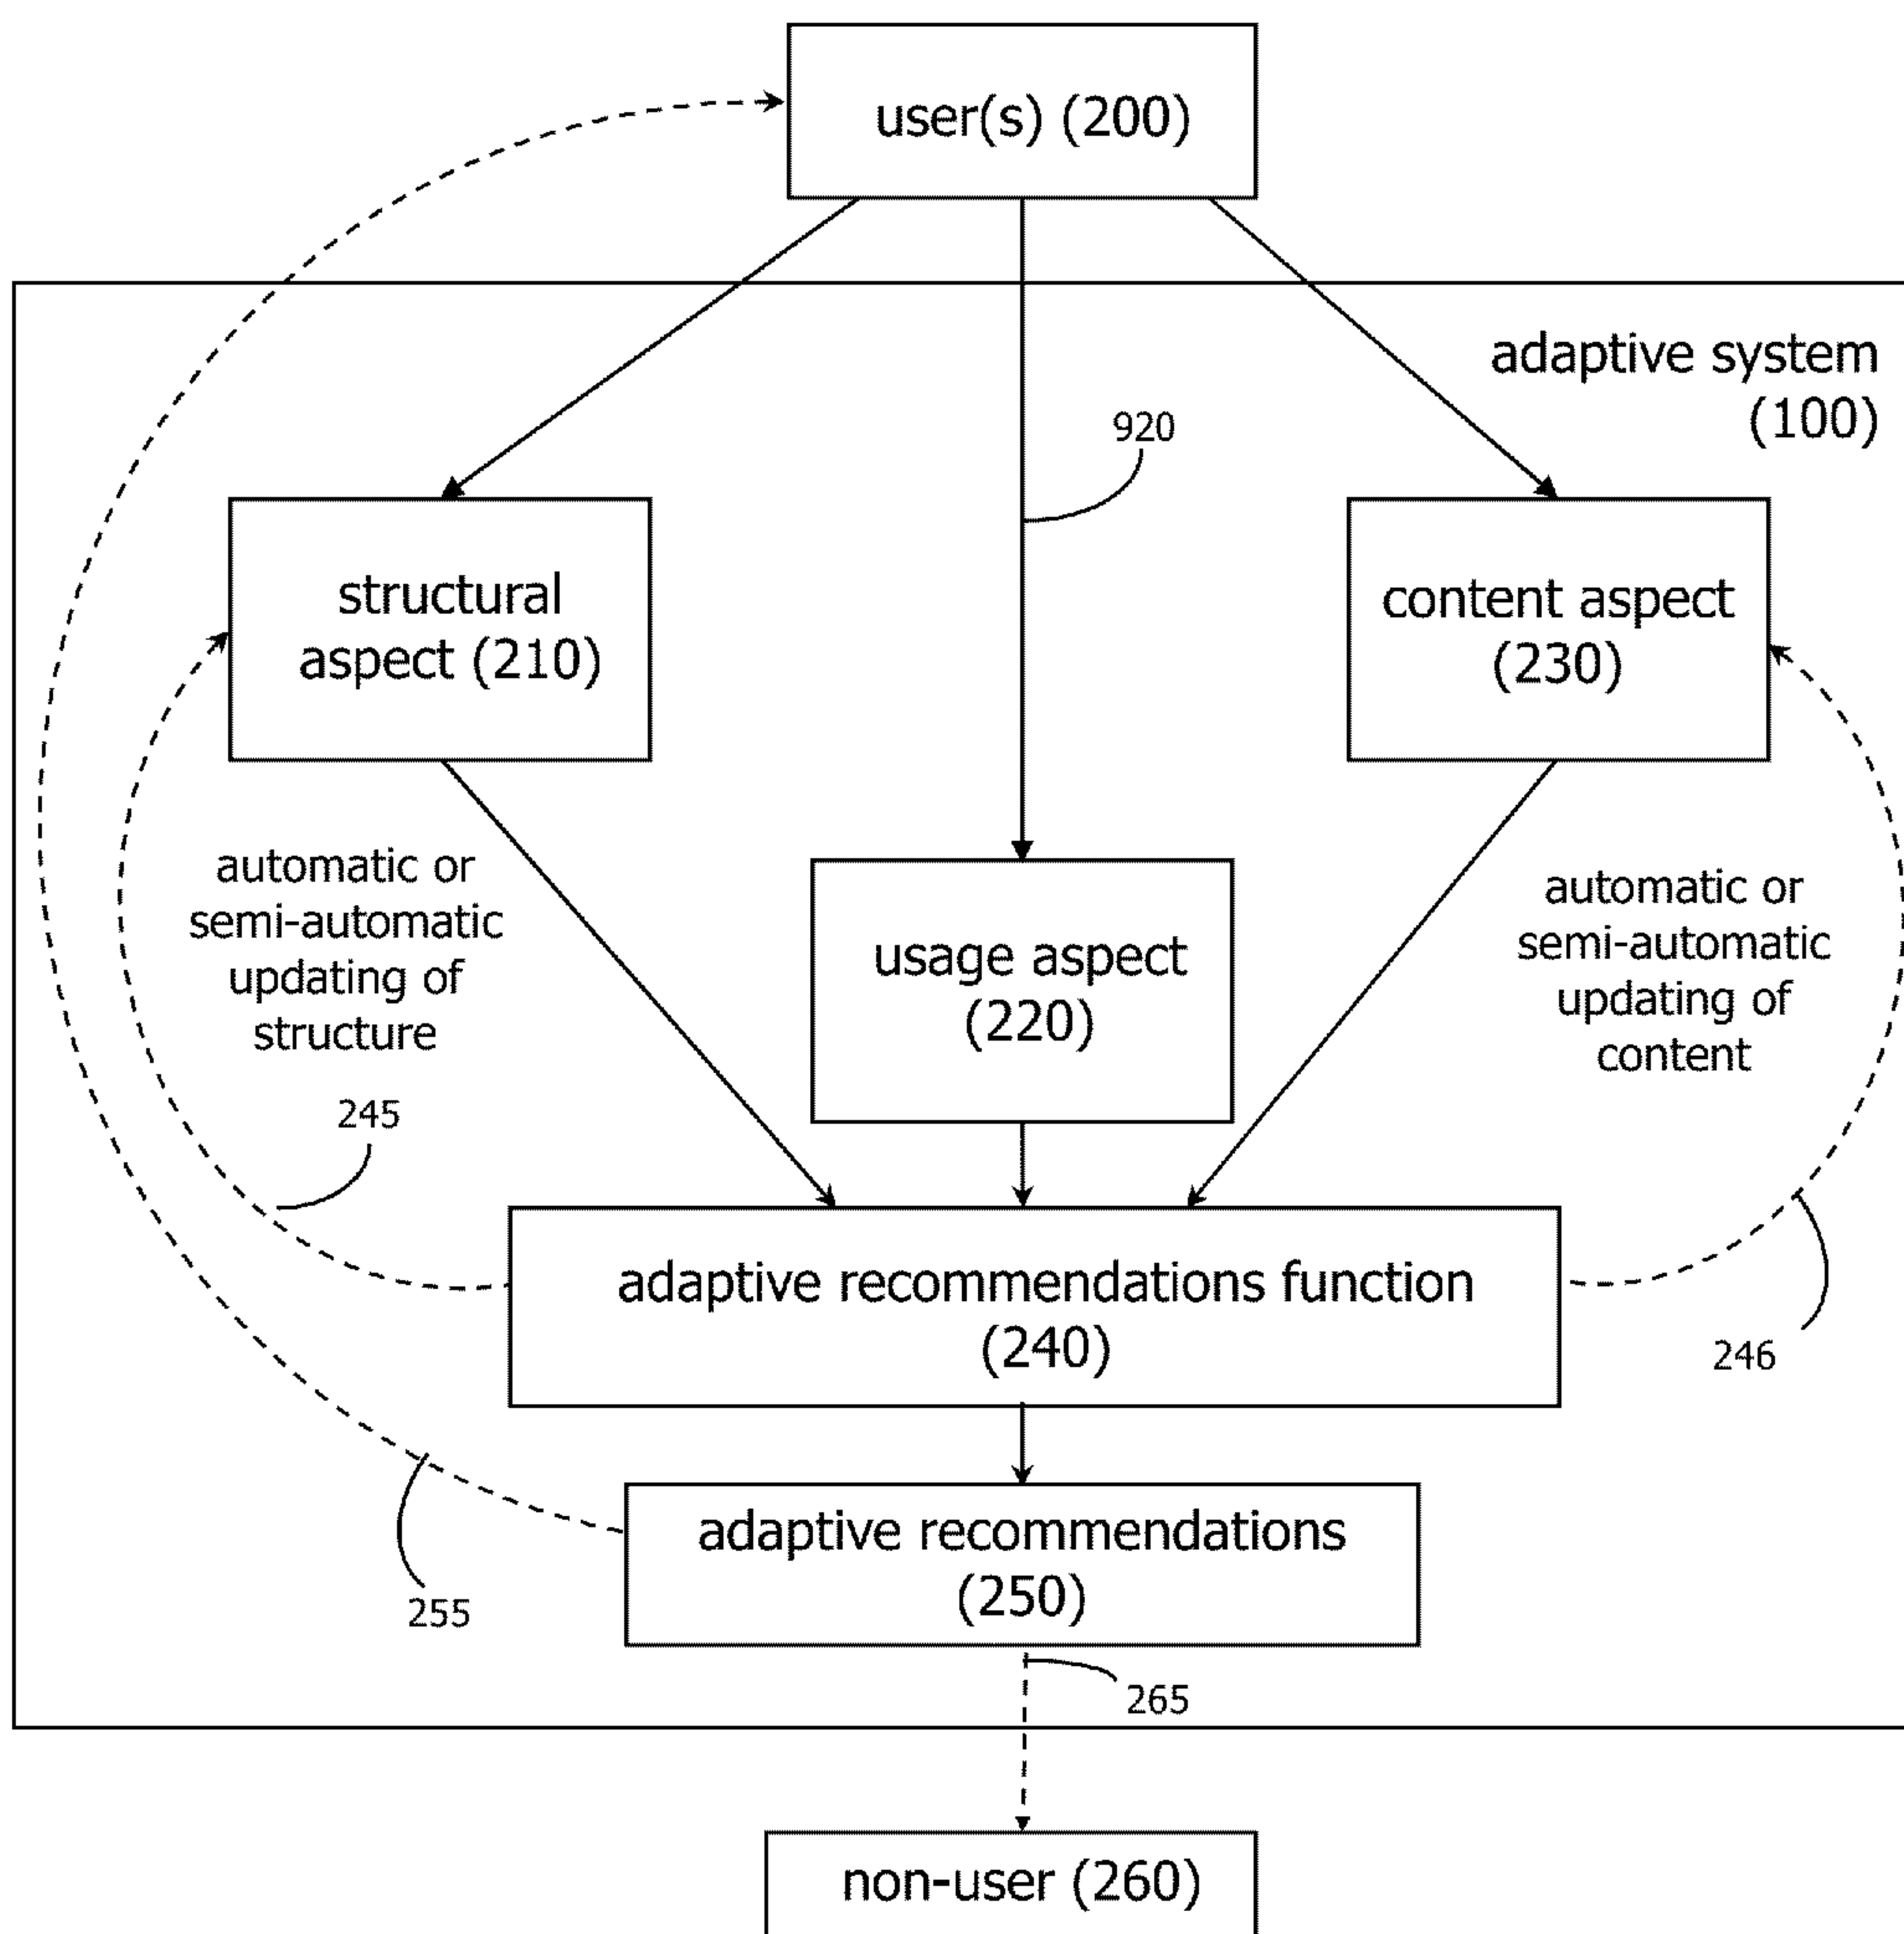 user(s) (200)
adaptive system
(100)
920
structural
aspect (210)
content aspect
(230)
automatic or
semi-automatic
updating of
structure
usage aspect
(220)
automatic or
semi-automatic
updating of
content
245
adaptive recommendations function
(240)
246
adaptive recommendations
(250)
255
265
non-user (260)